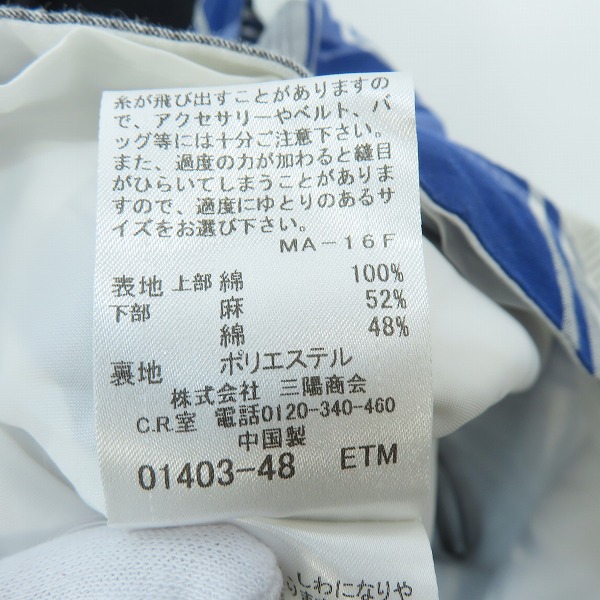 糸が飛び出すことがありますの
で、アクセサリーやベルト、バ
ッグ等には十分ご注意下さい。
また、過度の力が加わると縫目
がひらいてしまうことがありま
すので、適度にゆとりのあるサ
イズをお選び下さい。
MA-16F
表地 上部 綿 100%
下部 麻 52%
綿 48%
裏地 ポリエステル
株式会社 三陽商会
C.R.室 電話0120-340-460
中国製
01403-48 ETM
しわになりや